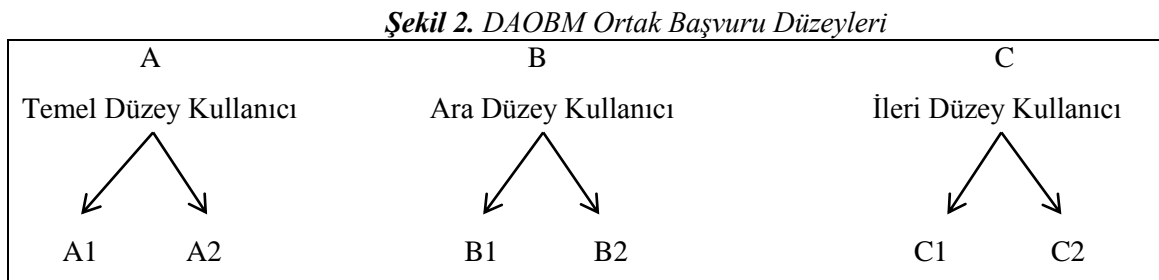 Şekil 2. DAOBM Ortak Başvuru Düzeyleri
A B C
Temel Düzey Kullanıcı Ara Düzey Kullanıcı İleri Düzey Kullanıcı
A1 A2 B1 B2 C1 C2